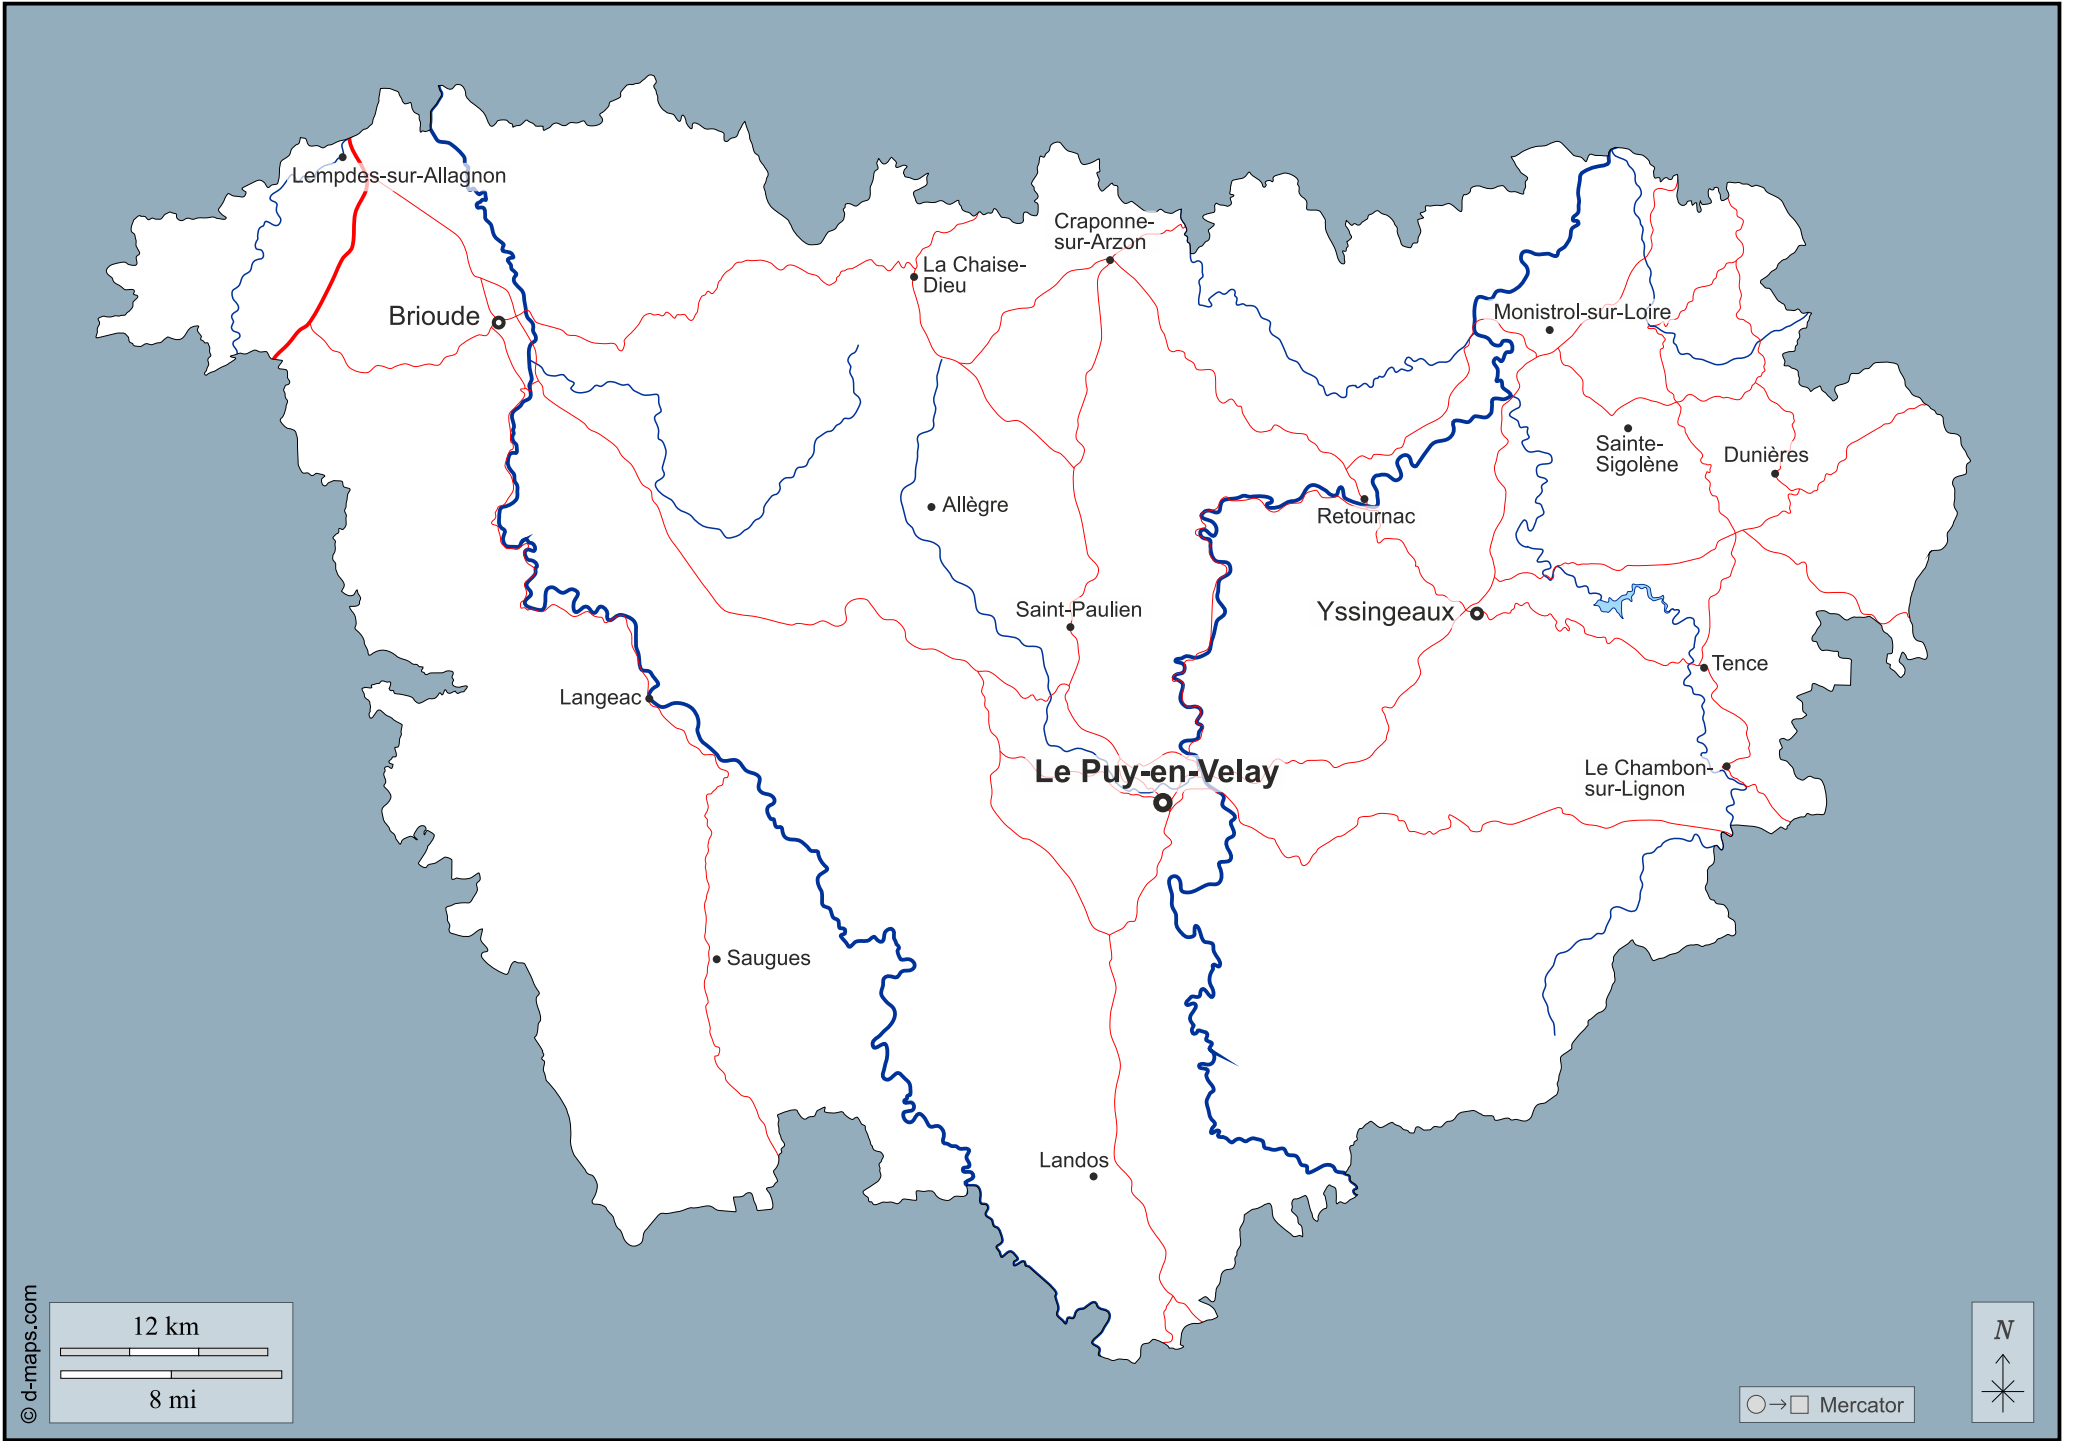 Lempdes-sur-Allagnon
Craponne-
sur-Arzon
La Chaise-
Dieu
Brioude
Monistrol-sur-Loire
Sainte-
Sigolène
Dunières
Allègre
Retournac
Saint-Paulien
Yssingeaux
Tence
Langeac
Le Puy-en-Velay
Le Chambon-
sur-Lignon
Saugues
Landos
© d-maps.com
12 km
8 mi
N
Mercator